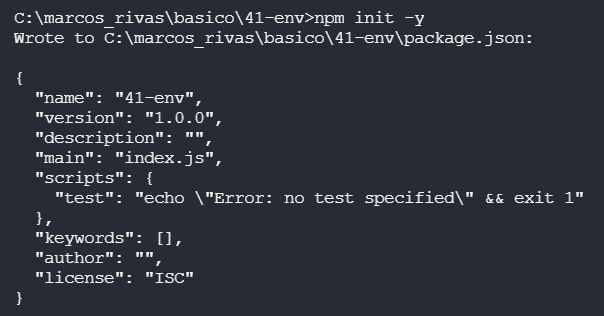 C:\marcos_rivas\basico\41-env>npm init -y
Wrote to C:\marcos_rivas\basico\41-env\package.json:
{
"name": "41-env",
"version": "1.0.0",
"description": "",
"main": "index.js",
"scripts": {
"test": "echo \"Error: no test specified\" && exit 1"
},
"keywords": [],
"author": "",
"license": "ISC"
}